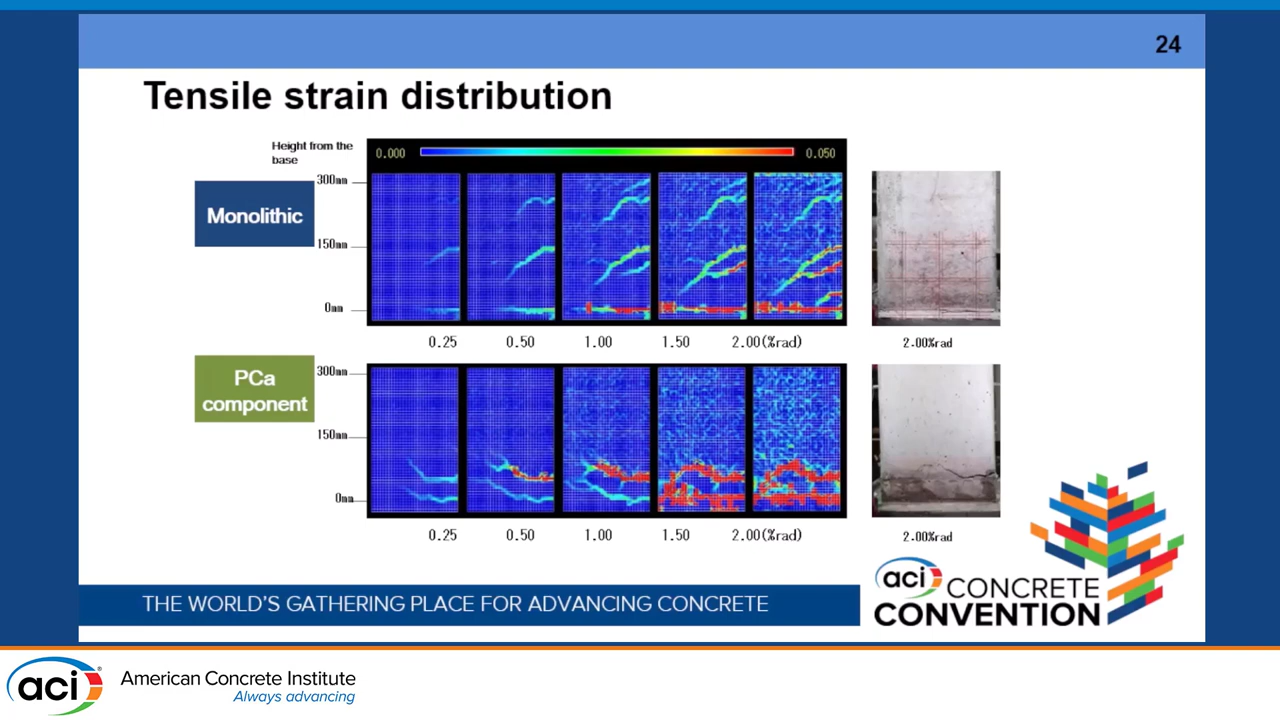 24
Tensile strain distribution
Height from the
base
0.000
0.050
Monolithic
300mm
150mm
0mm
0.25 0.50 1.00 1.50 2.00(%rad)
2.00%rad
PCa
component
300mm
150mm
0mm
0.25 0.50 1.00 1.50 2.00(%rad)
2.00%rad
THE WORLD'S GATHERING PLACE FOR ADVANCING CONCRETE
aci CONCRETE
CONVENTION
aci® American Concrete Institute
Always advancing